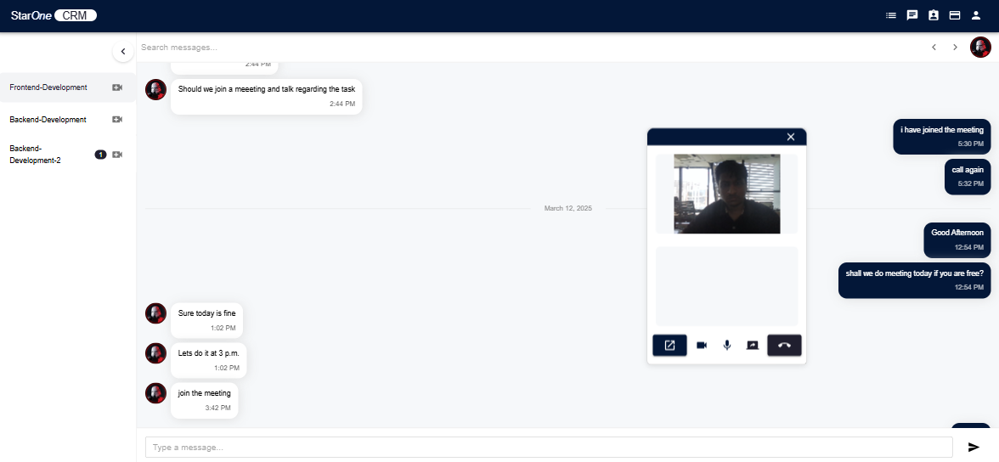 StarOne CRM
Search messages...
Frontend-Development
Backend-Development
Backend-
Development-2
1
2:44 PM
Should we join a meeeting and talk regarding the task
2:44 PM
i have joined the meeting
5:30 PM
call again
5:32 PM
March 12, 2025
Good Afternoon
12:54 PM
shall we do meeting today if you are free?
12:54 PM
Sure today is fine
1:02 PM
Lets do it at 3 p.m.
1:02 PM
join the meeting
3:42 PM
Type a message...